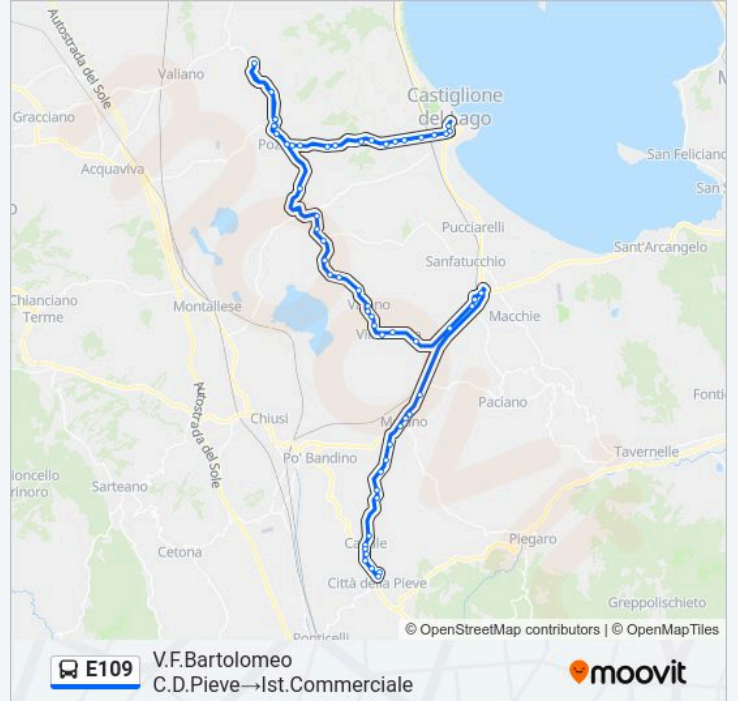 Autostrada del Sole
Valiano
Castiglione
del Lago
Gracciano
Acquaviva
San Feliciano
San
Pucciarelli
Sant'Arcangelo
Sanfatucchio
Chianciano
Terme
Montallese
Macchie
Autostrada del Sole
Chiusi
Paciano
Po' Bandino
Tavernelle
Sarteano
Cetona
Piegaro
Città della Pieve
Greppolischieto
Ponticelli
© OpenStreetMap contributors | © OpenMapTiles
E109
V.F.Bartolomeo
C.D.Pieve→Ist.Commerciale
moovit